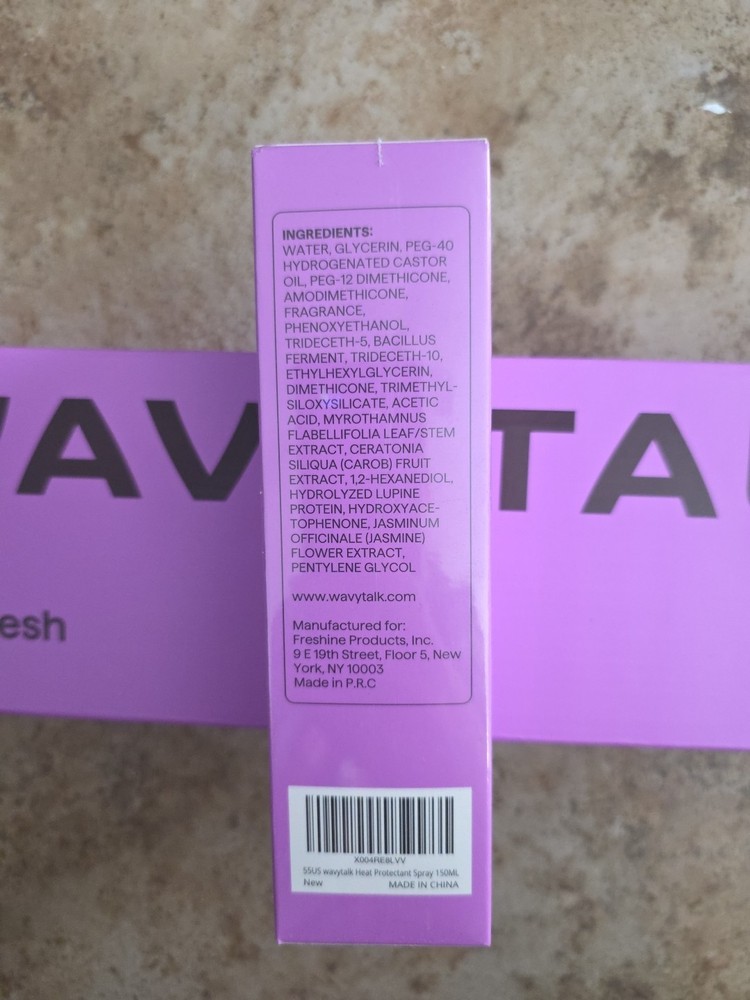 INGREDIENTS:
WATER, GLYCERIN, PEG-40
HYDROGENATED CASTOR
OIL, PEG-12 DIMETHICONE,
AMODIMETHICONE,
FRAGRANCE,
PHENOXYETHANOL,
TRIDECETH-5, BACILLUS
FERMENT, TRIDECETH-10,
ETHYLHEXYLGLYCERIN,
DIMETHICONE, TRIMETHYL-
SILOXYSILICATE, ACETIC
ACID, MYROTHAMNUS
FLABELLIFOLIA LEAF/STEM
EXTRACT, CERATONIA
SILIQUA (CAROB) FRUIT
EXTRACT, 1,2-HEXANEDIOL,
HYDROLYZED LUPINE
PROTEIN, HYDROXYACE-
TOPHENONE, JASMINUM
OFFICINALE (JASMINE)
FLOWER EXTRACT,
PENTYLENE GLYCOL
www.wavytalk.com
Manufactured for:
Freshine Products, Inc.
9 E 19th Street, Floor 5, New
York, NY 10003
Made in P.R.C
X004RE8LVV
SSUS wavytalk Heat Protectant Spray 150ML
New MADE IN CHINA
WAV TAL
esh